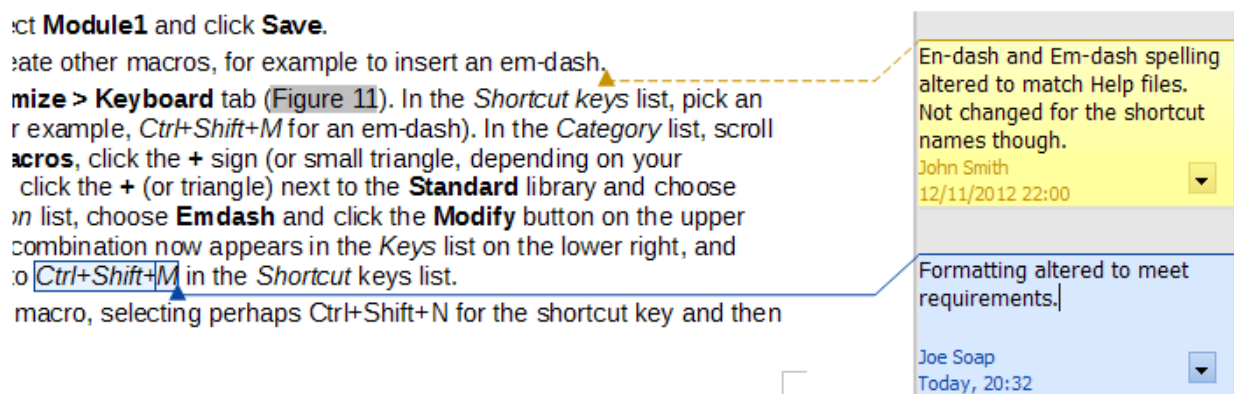 ect Module1 and click Save.
eate other macros, for example to insert an em-dash.
mize > Keyboard tab (Figure 11). In the Shortcut keys list, pick an
r example, Ctrl+Shift+M for an em-dash). In the Category list, scroll
acros, click the + sign (or small triangle, depending on your
click the + (or triangle) next to the Standard library and choose
on list, choose Emdash and click the Modify button on the upper
combination now appears in the Keys list on the lower right, and
to Ctrl+Shift+M in the Shortcut keys list.
macro, selecting perhaps Ctrl+Shift+N for the shortcut key and then
En-dash and Em-dash spelling
altered to match Help files.
Not changed for the shortcut
names though.
John Smith
12/11/2012 22:00
Formatting altered to meet
requirements.
Joe Soap
Today, 20:32